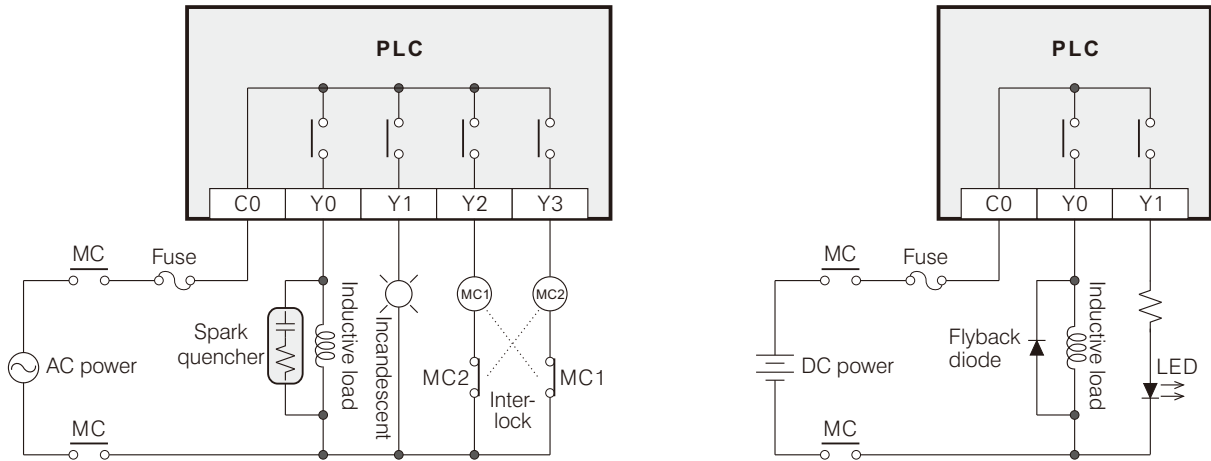 PLC
C0 Y0 Y1 Y2 Y3
MC
Fuse
AC power
MC
Spark
quencher
Inductive load
Incandescent
MC1
MC2
MC2
MC1
Inter-
lock
PLC
C0 Y0 Y1
MC
Fuse
DC power
MC
Flyback
diode
Inductive load
LED